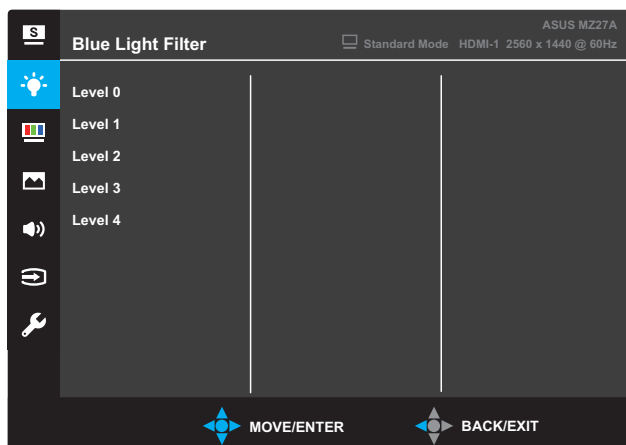 S
ASUS MZ27A
Blue Light Filter
Standard Mode HDMI-1 2560 x 1440 @ 60Hz
Level 0
Level 1
Level 2
Level 3
Level 4
MOVE/ENTER BACK/EXIT